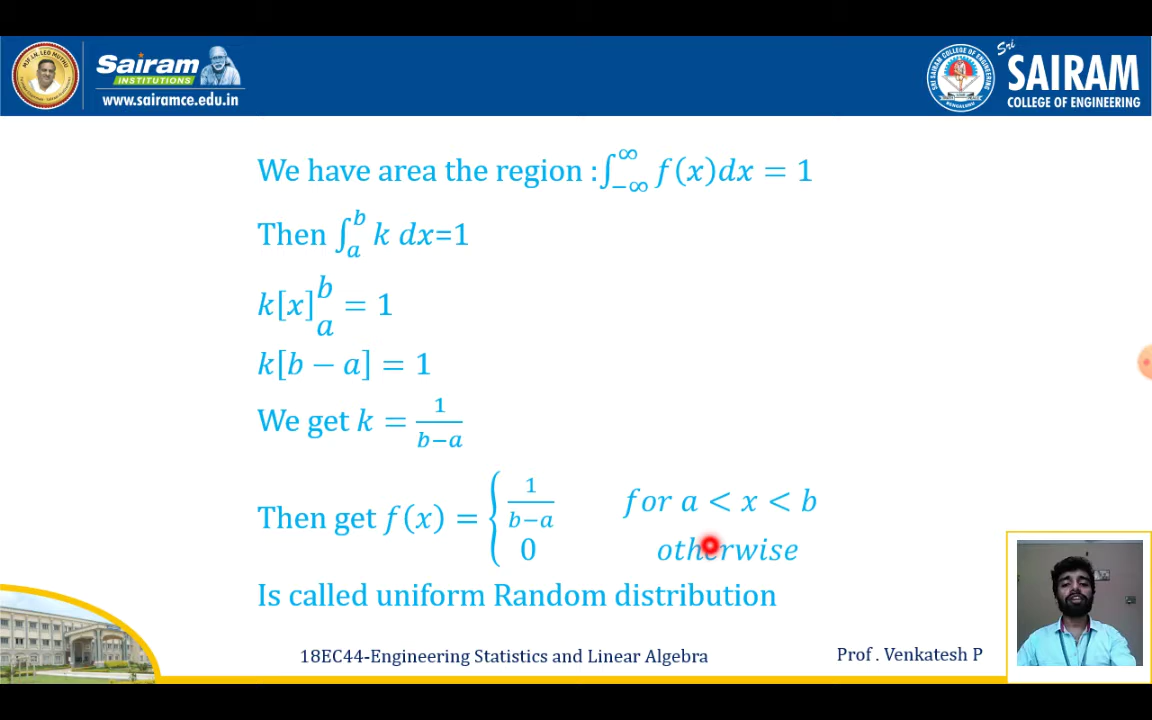 Sairam
INSTITUTIONS
www.sairamce.edu.in
Sri
SAIRAM
COLLEGE OF ENGINEERING
We have area the region :∫_{−∞}^{∞} f(x)dx = 1
Then ∫_a^b k dx=1
k[x]_a^b = 1
k[b − a] = 1
We get k = 1/(b−a)
Then get f(x) = { 1/(b−a) for a < x < b
0 otherwise
Is called uniform Random distribution
18EC44-Engineering Statistics and Linear Algebra
Prof . Venkatesh P